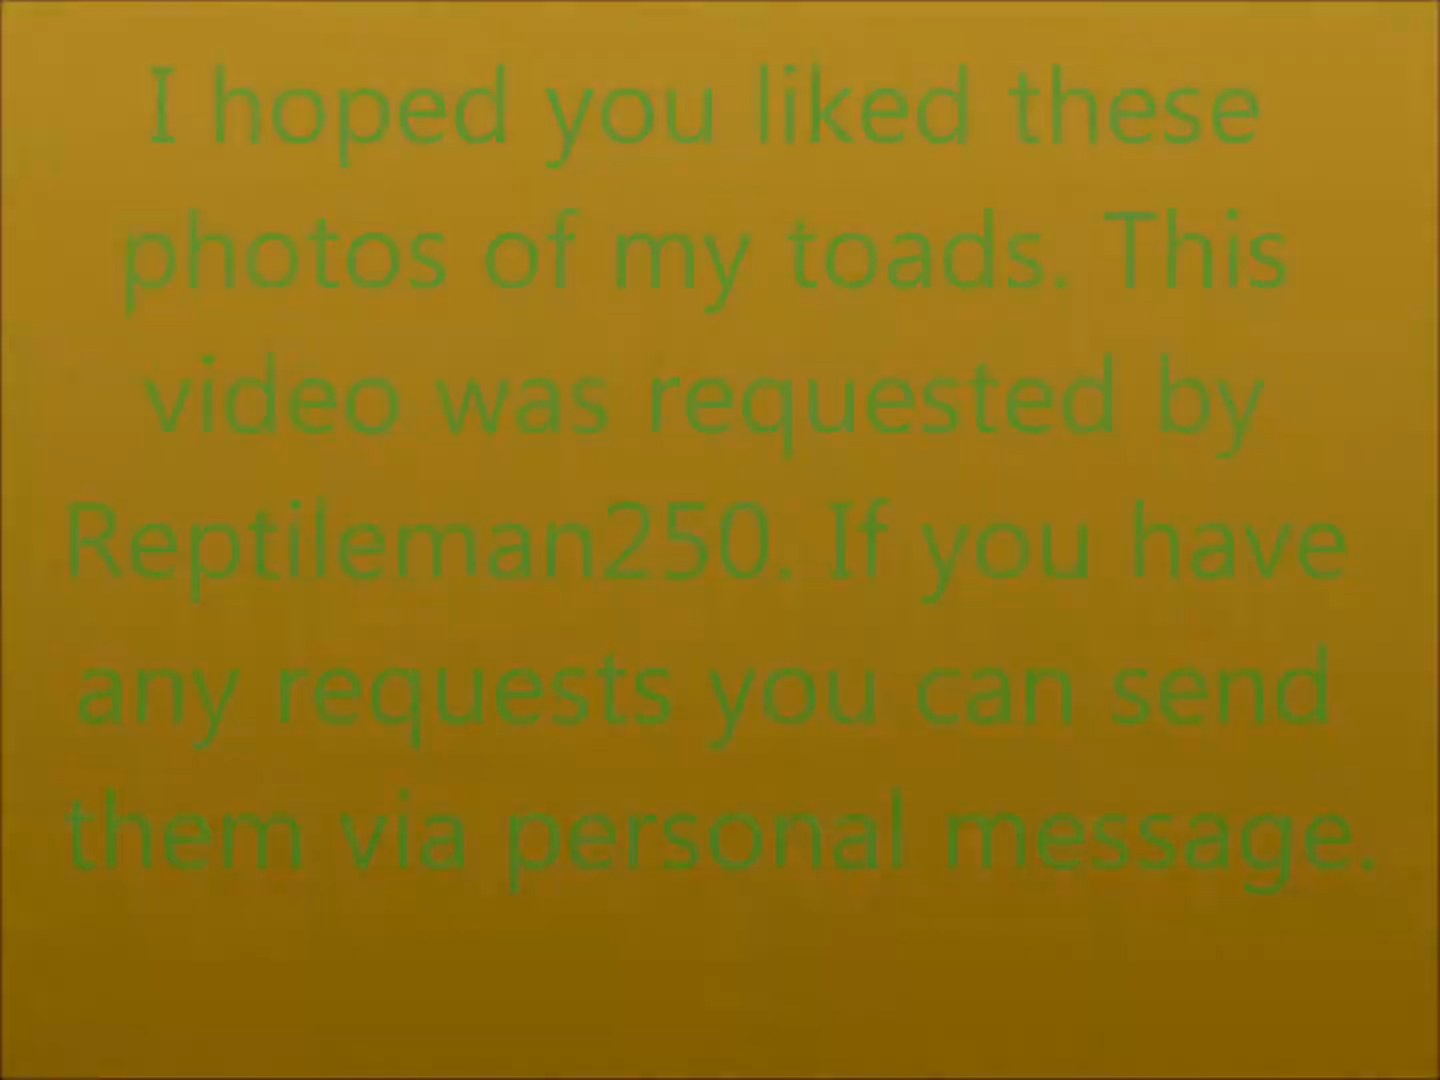 I hoped you liked these
photos of my toads. This
video was requested by
Reptileman250. If you have
any requests you can send
them via personal message.